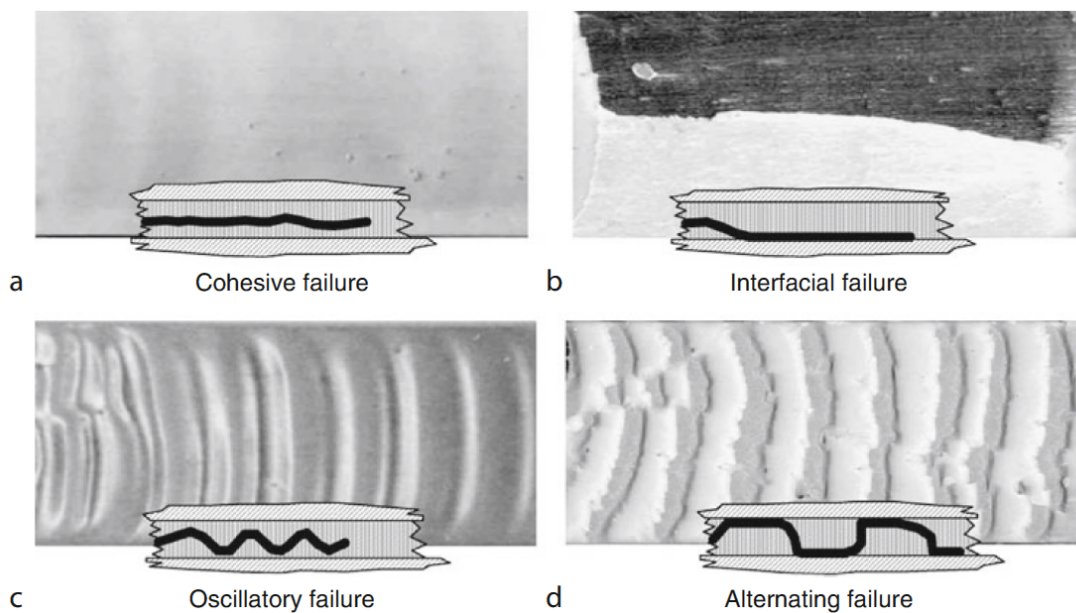 a Cohesive failure
b Interfacial failure
c Oscillatory failure
d Alternating failure